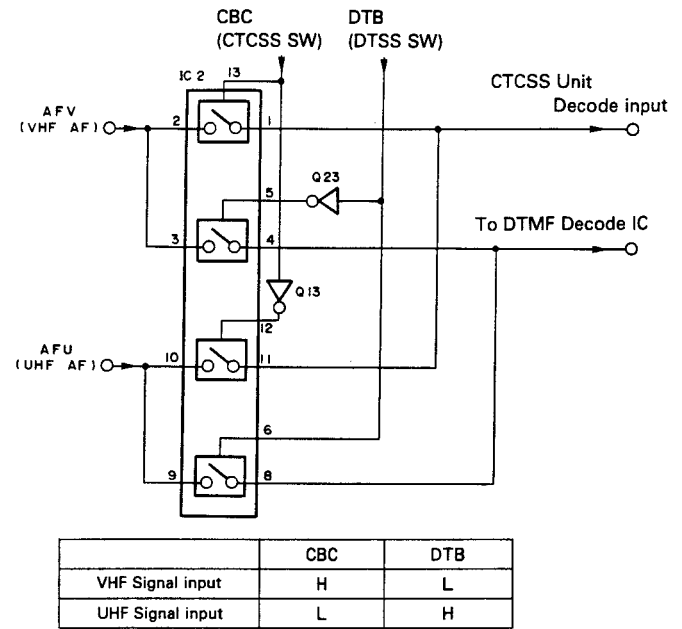 CBC
(CTCSS SW)
DTB
(DTSS SW)
IC 2
13
CTCSS Unit
Decode input
AFV
(VHF AF)
2
1
Q23
5
3
4
To DTMF Decode IC
Q13
12
AFU
(UHF AF)
10
11
6
9
8
CBC DTB
VHF Signal input H L
UHF Signal input L H